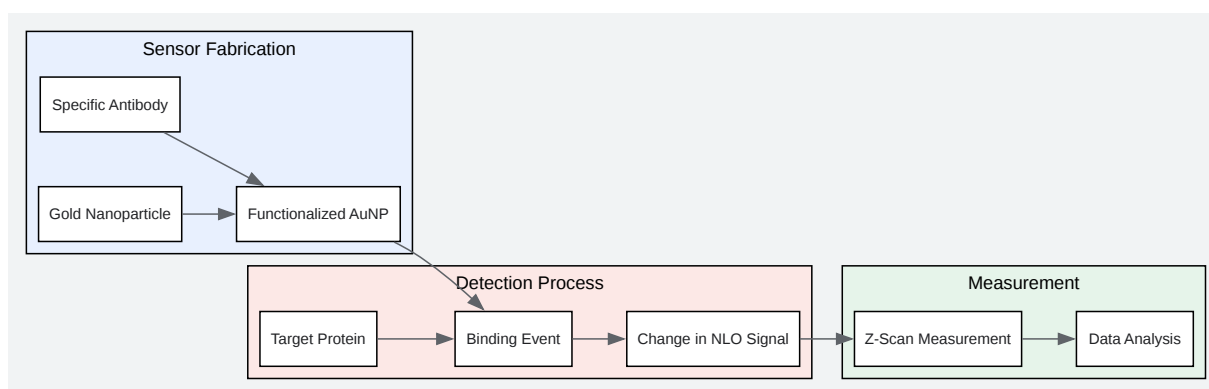 Sensor Fabrication
Specific Antibody
Gold Nanoparticle
Functionalized AuNP
Detection Process
Target Protein
Binding Event
Change in NLO Signal
Measurement
Z-Scan Measurement
Data Analysis